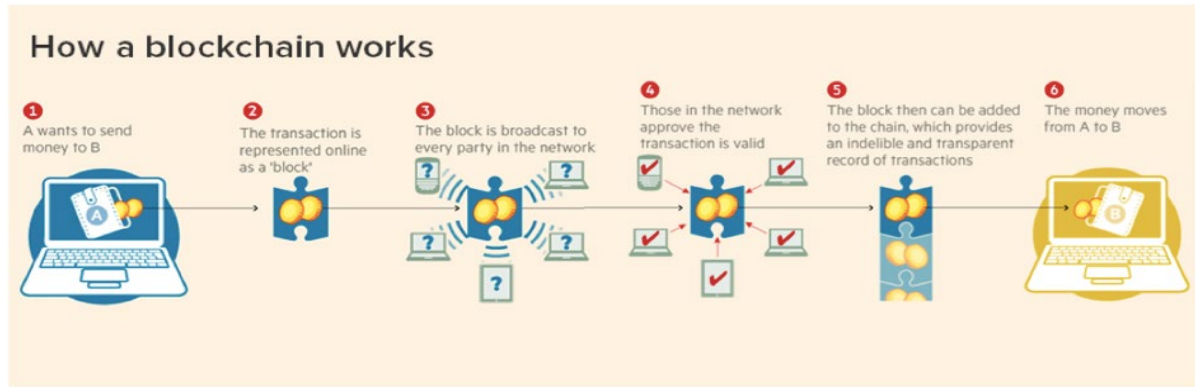 How a blockchain works
1
A wants to send
money to B
2
The transaction is
represented online
as a 'block'
3
The block is broadcast to
every party in the network
4
Those in the network
approve the
transaction is valid
5
The block then can be added
to the chain, which provides
an indelible and transparent
record of transactions
6
The money moves
from A to B
A
?
?
?
?
?
B